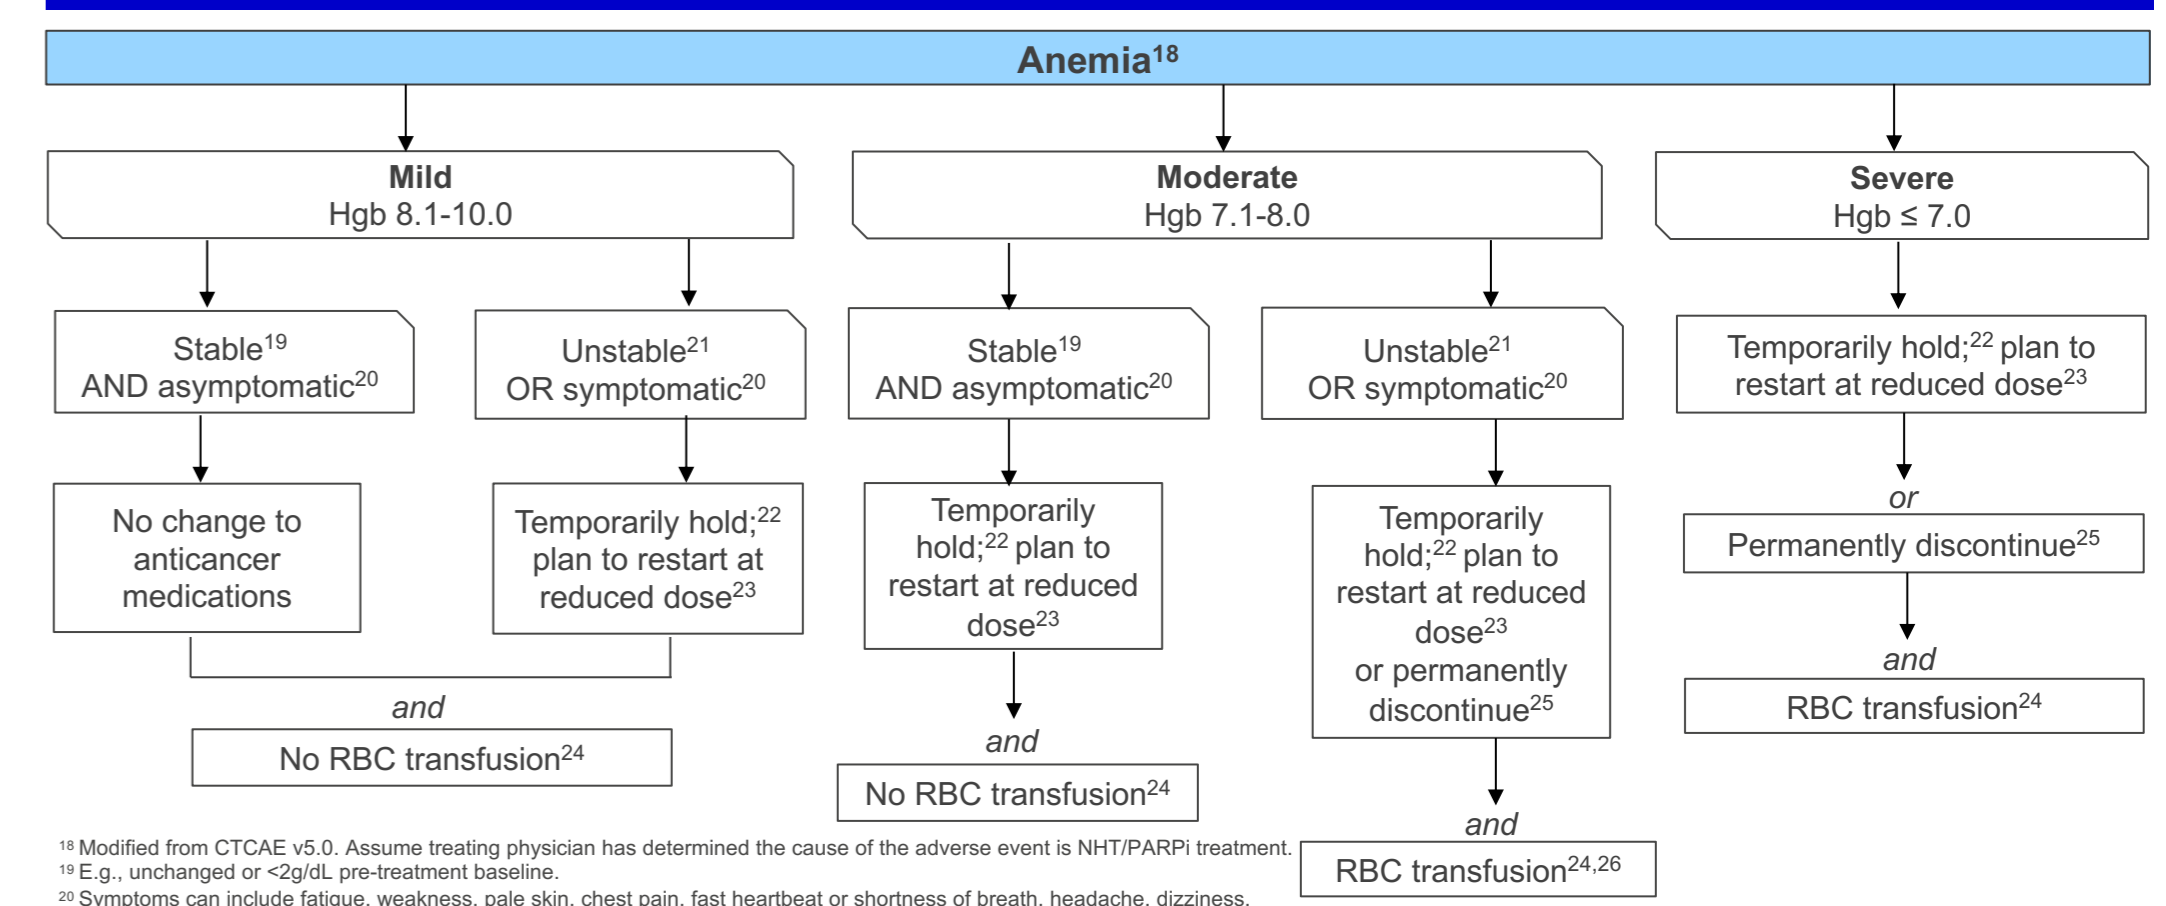 Anemia18
Mild
Hgb 8.1-10.0
Moderate
Hgb 7.1-8.0
Severe
Hgb ≤ 7.0
Stable19
AND asymptomatic20
Unstable21
OR symptomatic20
Stable19
AND asymptomatic20
Unstable21
OR symptomatic20
Temporarily hold;22 plan to
restart at reduced dose23
No change to
anticancer
medications
Temporarily hold;22
plan to restart at
reduced dose23
Temporarily
hold;22 plan to
restart at reduced
dose23
Temporarily
hold;22 plan to
restart at reduced
dose23
or permanently
discontinue25
or
Permanently discontinue25
and
RBC transfusion24
and
No RBC transfusion24
and
No RBC transfusion24
and
RBC transfusion24,26
18 Modified from CTCAE v5.0. Assume treating physician has determined the cause of the adverse event is NHT/PARPi treatment.
19 E.g., unchanged or <2g/dL pre-treatment baseline.
20 Symptoms can include fatigue, weakness, pale skin, chest pain, fast heartbeat or shortness of breath, headache, dizziness.